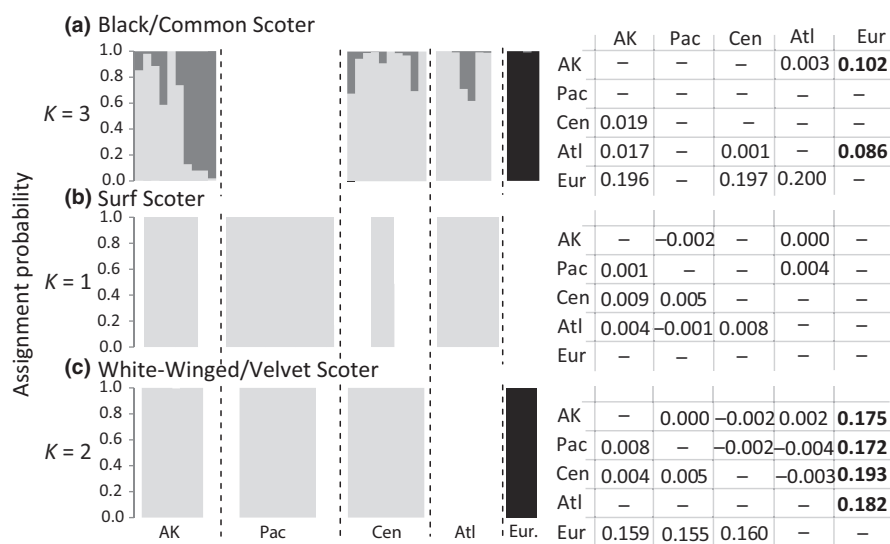 (a) Black/Common Scoter
1.0
0.8
0.6
0.4
0.2
0.0
K = 3
AK Pac Cen Atl Eur
AK – – – 0.003 0.102
Pac – – – – –
Cen 0.019 – – – –
Atl 0.017 – 0.001 – 0.086
Eur 0.196 – 0.197 0.200 –
(b) Surf Scoter
1.0
0.8
0.6
0.4
0.2
0.0
K = 1
AK – –0.002 – 0.000 –
Pac 0.001 – – 0.004 –
Cen 0.009 0.005 – – –
Atl 0.004 –0.001 0.008 – –
Eur – – – – –
(c) White-Winged/Velvet Scoter
1.0
0.8
0.6
0.4
0.2
0.0
K = 2
AK – 0.000 –0.002 0.002 0.175
Pac 0.008 – –0.002 –0.004 0.172
Cen 0.004 0.005 – –0.003 0.193
Atl – – – – 0.182
Eur 0.159 0.155 0.160 – –
AK Pac Cen Atl Eur.
Assignment probability